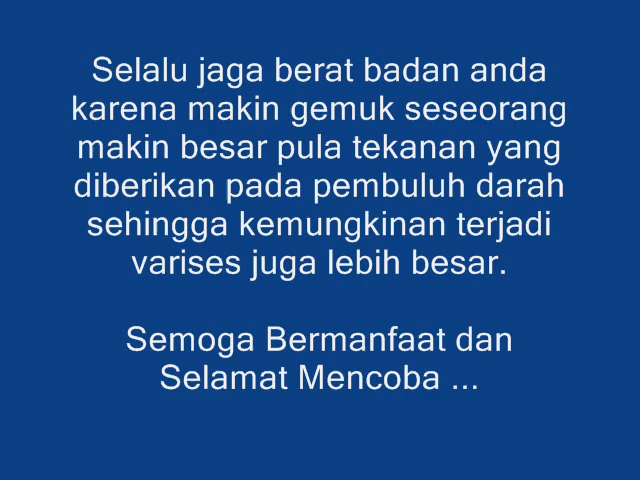 Selalu jaga berat badan anda
karena makin gemuk seseorang
makin besar pula tekanan yang
diberikan pada pembuluh darah
sehingga kemungkinan terjadi
varises juga lebih besar.
Semoga Bermanfaat dan
Selamat Mencoba ...